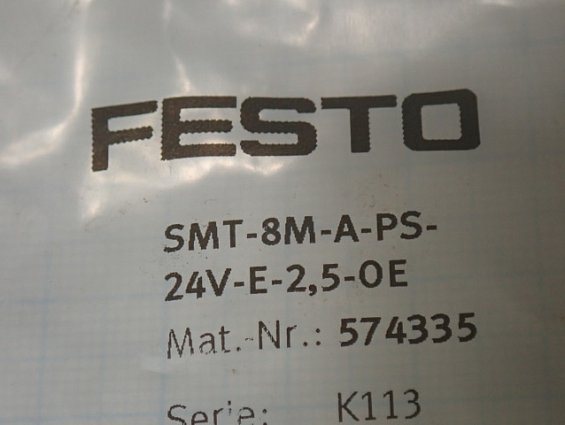 FESTO
SMT-8M-A-PS-
24V-E-2,5-OE
Mat.-Nr.: 574335
Serie: K113